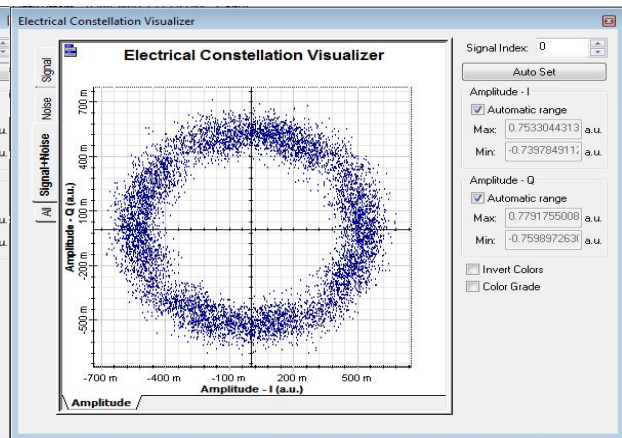 Electrical Constellation Visualizer
Electrical Constellation Visualizer
Signal Index: 0
Auto Set
Amplitude - I
Automatic range
Max: 0.7533044313 a.u.
Min: -0.739784911 a.u.
Amplitude - Q
Automatic range
Max: 0.7791755008 a.u.
Min: -0.759897263 a.u.
Invert Colors
Color Grade
Signal
Noise
Signal+Noise
All
Amplitude - Q (a.u.)
700 m
400 m
100 m
-200 m
-500 m
-700 m
-400 m
-100 m
200 m
500 m
Amplitude - I (a.u.)
Amplitude
u.
u.
u.
u.